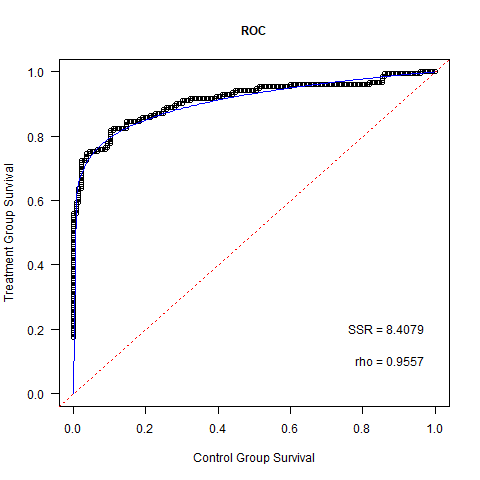 ROC
Treatment Group Survival
1.0
0.8
0.6
0.4
0.2
0.0
SSR = 8.4079
rho = 0.9557
0.0 0.2 0.4 0.6 0.8 1.0
Control Group Survival